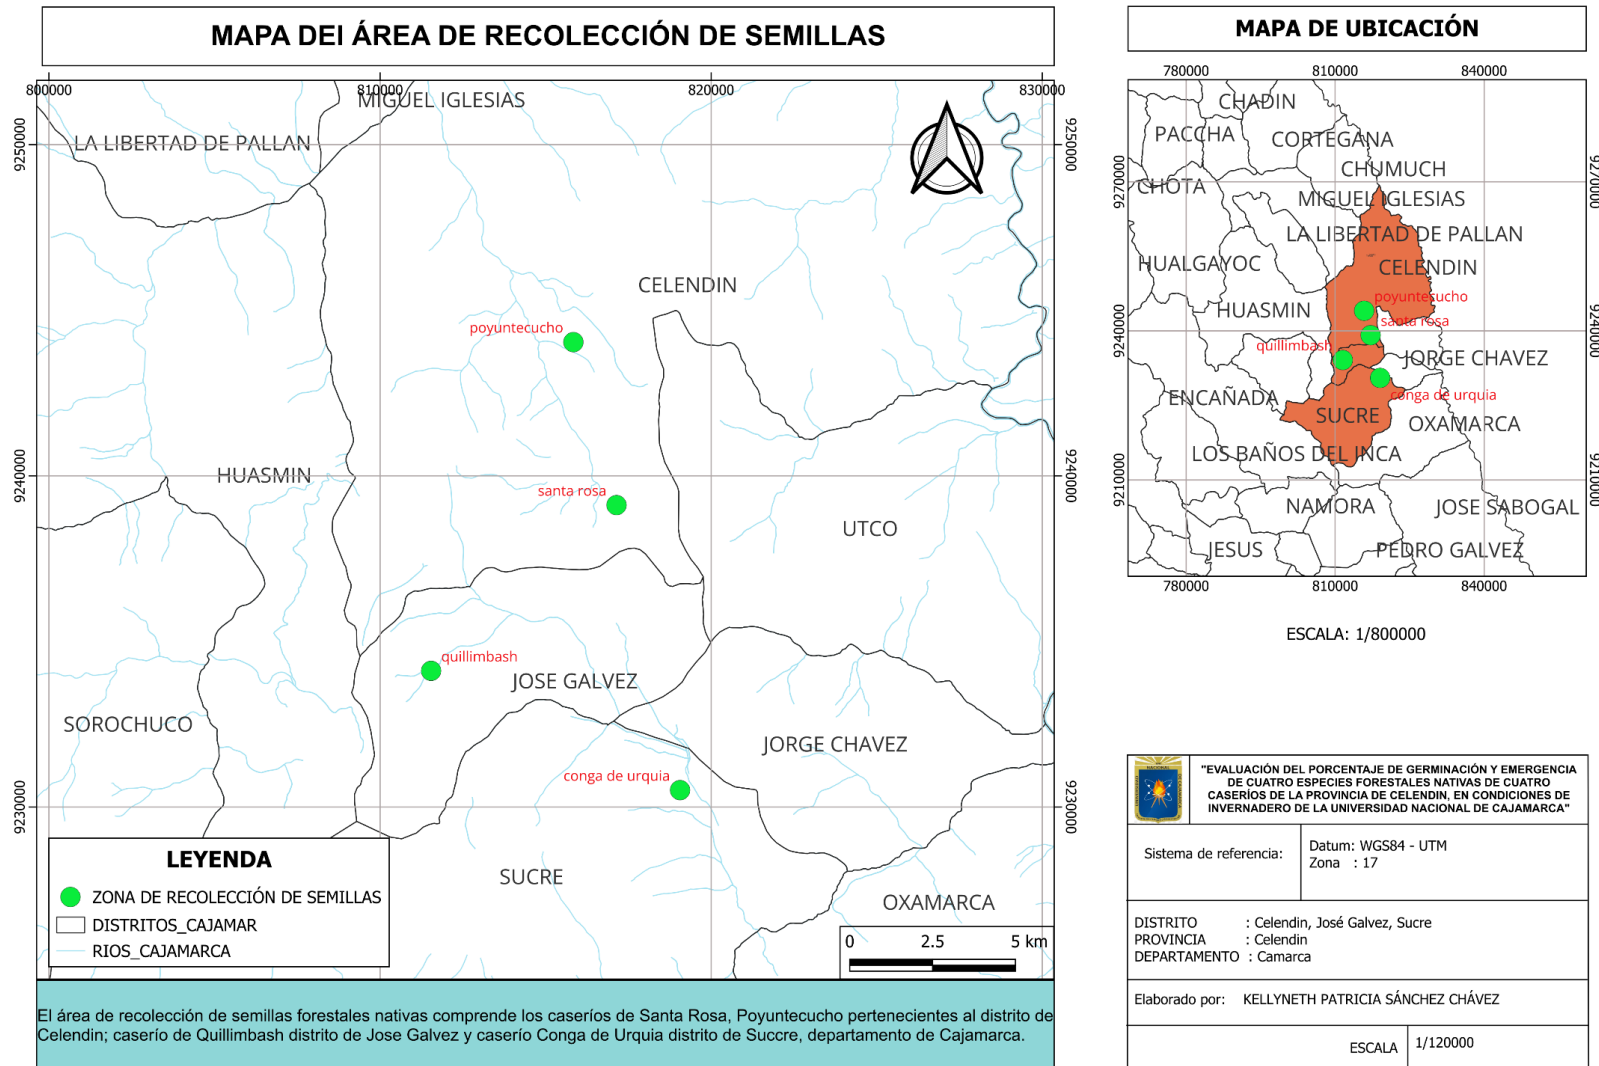 MAPA DEl ÁREA DE RECOLECCIÓN DE SEMILLAS
800000
810000
820000
830000
9250000
9250000
9240000
9240000
9230000
9230000
MIGUEL IGLESIAS
LA LIBERTAD DE PALLAN
CELENDIN
poyuntecucho
HUASMIN
santa rosa
UTCO
quillimbash
JOSE GALVEZ
SOROCHUCO
JORGE CHAVEZ
conga de urquia
SUCRE
OXAMARCA
LEYENDA
ZONA DE RECOLECCIÓN DE SEMILLAS
DISTRITOS_CAJAMAR
RIOS_CAJAMARCA
0 2.5 5 km
El área de recolección de semillas forestales nativas comprende los caseríos de Santa Rosa, Poyuntecucho pertenecientes al distrito de
Celendin; caserío de Quillimbash distrito de Jose Galvez y caserío Conga de Urquia distrito de Succre, departamento de Cajamarca.
MAPA DE UBICACIÓN
780000
810000
840000
9270000
9270000
9240000
9240000
9210000
9210000
CHADIN
PACCHA
CORTEGANA
CHUMUCH
CHOTA
MIGUEL IGLESIAS
LA LIBERTAD DE PALLAN
HUALGAYOC
CELENDIN
poyuntecucho
HUASMIN
santa rosa
quillimbash
JORGE CHAVEZ
ENCAÑADA
conga de urquia
SUCRE
OXAMARCA
LOS BAÑOS DEL INCA
NAMORA
JOSE SABOGAL
JESUS
PEDRO GALVEZ
780000
810000
840000
ESCALA: 1/800000
"EVALUACIÓN DEL PORCENTAJE DE GERMINACIÓN Y EMERGENCIA
DE CUATRO ESPECIES FORESTALES NATIVAS DE CUATRO
CASERÍOS DE LA PROVINCIA DE CELENDIN, EN CONDICIONES DE
INVERNADERO DE LA UNIVERSIDAD NACIONAL DE CAJAMARCA"
Sistema de referencia:
Datum: WGS84 - UTM
Zona : 17
DISTRITO : Celendin, José Galvez, Sucre
PROVINCIA : Celendin
DEPARTAMENTO : Camarca
Elaborado por: KELLYNETH PATRICIA SÁNCHEZ CHÁVEZ
ESCALA 1/120000